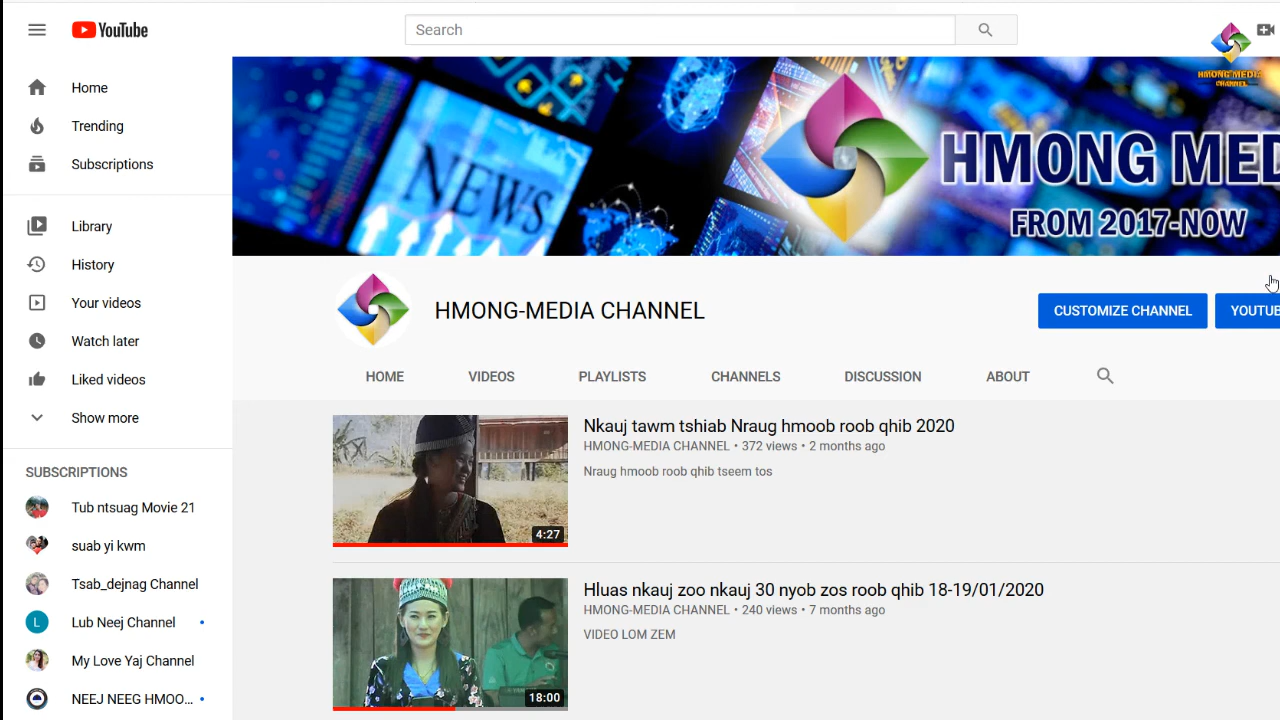 YouTube
Search
HMONG MEDIA
CHANNEL
Home
Trending
Subscriptions
Library
History
Your videos
Watch later
Liked videos
Show more
SUBSCRIPTIONS
Tub ntsuag Movie 21
suab yi kwm
Tsab_dejnag Channel
L Lub Neej Channel
My Love Yaj Channel
NEEJ NEEG HMOO...
NEWS
HMONG MED
FROM 2017-NOW
HMONG-MEDIA CHANNEL
CUSTOMIZE CHANNEL
YOUTUB
HOME VIDEOS PLAYLISTS CHANNELS DISCUSSION ABOUT
4:27
Nkauj tawm tshiab Nraug hmoob roob qhib 2020
HMONG-MEDIA CHANNEL • 372 views • 2 months ago
Nraug hmoob roob qhib tseem tos
18:00
Hluas nkauj zoo nkauj 30 nyob zos roob qhib 18-19/01/2020
HMONG-MEDIA CHANNEL • 240 views • 7 months ago
VIDEO LOM ZEM